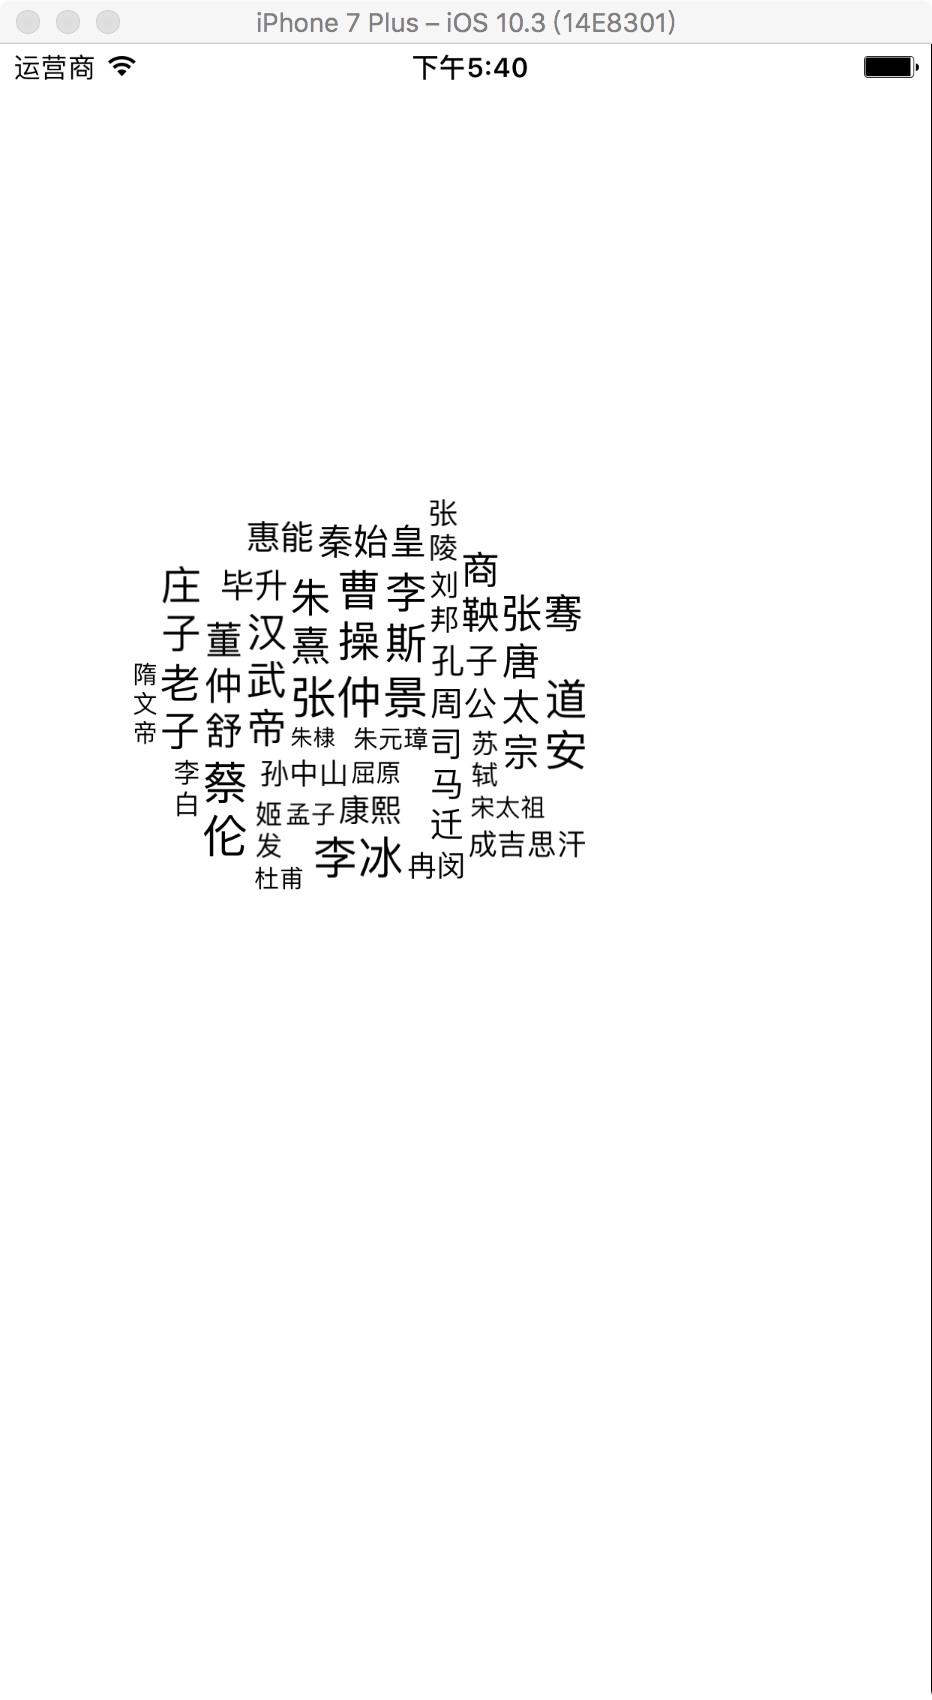 iPhone 7 Plus – iOS 10.3 (14E8301)
运营商
下午5:40
张陵
惠能
秦始皇
商鞅
庄子
毕升
朱熹
曹操
李斯
刘邦
张骞
董仲舒
汉武帝
孔子
唐太宗
隋文帝
老子
张仲景
周公
道安
朱棣
朱元璋
司马迁
苏轼
李白
蔡伦
孙中山
屈原
姬发
孟子
康熙
宋太祖
李冰
成吉思汗
冉闵
杜甫